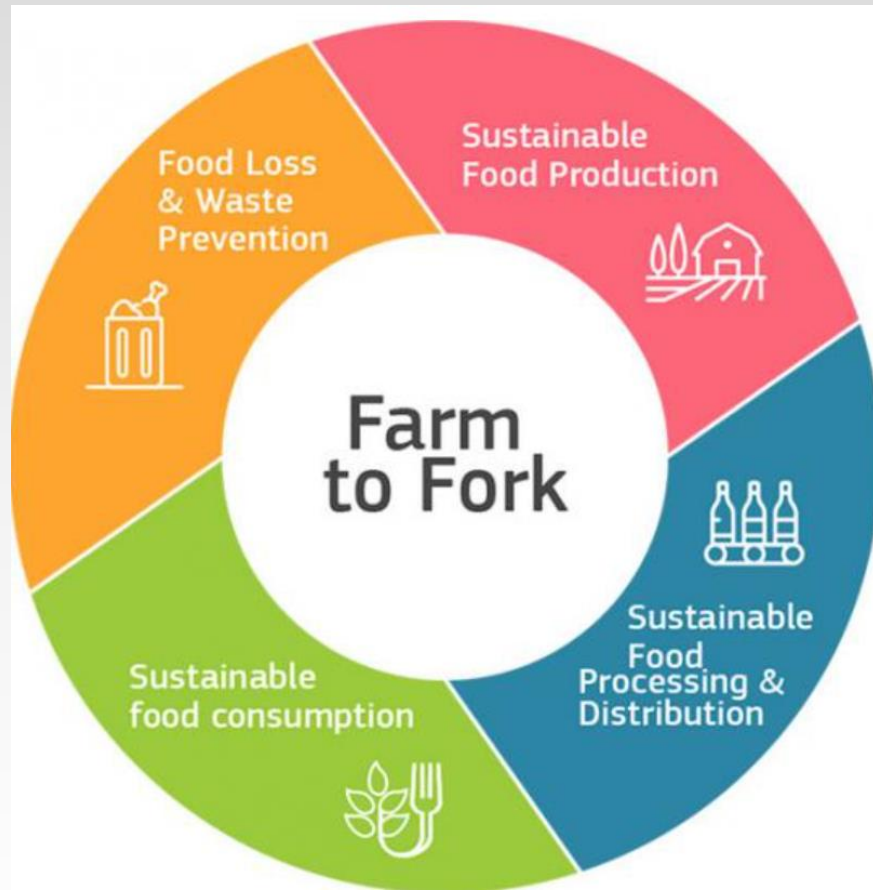 Food Loss
& Waste
Prevention
Sustainable
Food Production
Farm
to Fork
Sustainable
Food
Processing &
Distribution
Sustainable
food consumption